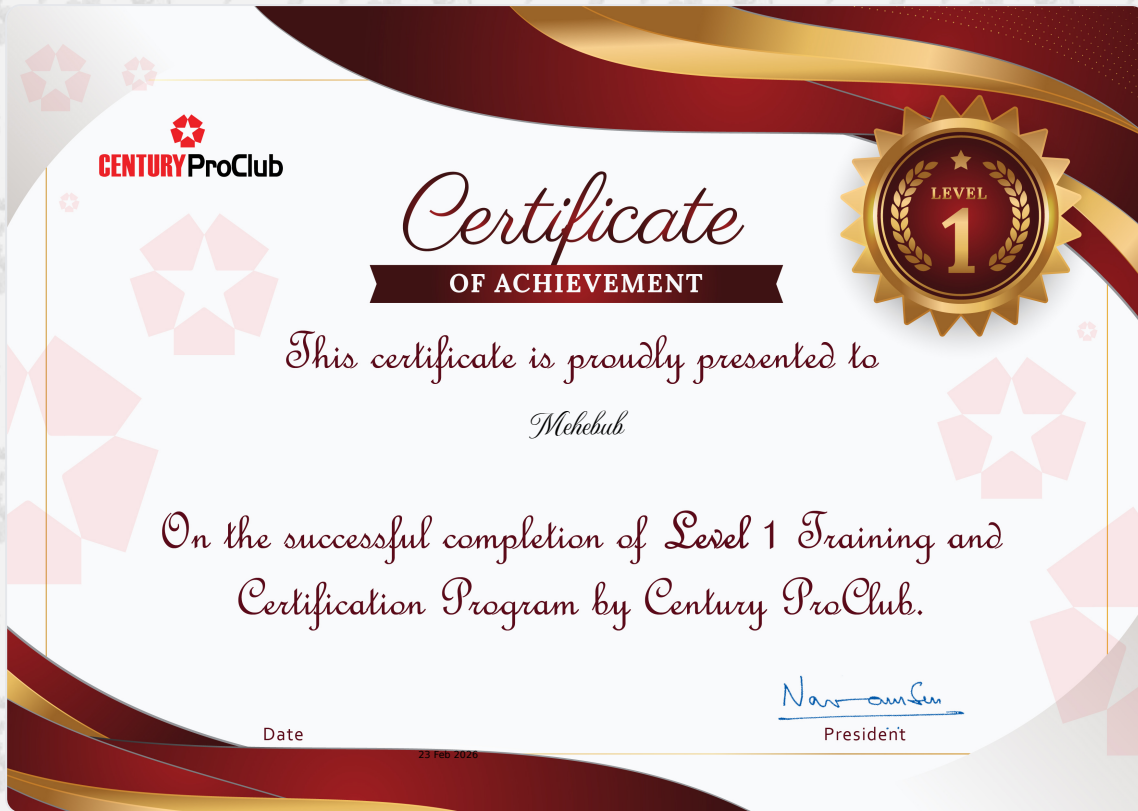 CENTURY ProClub
LEVEL
1
Certificate
OF ACHIEVEMENT
This certificate is proudly presented to
Mehebub
On the successful completion of Level 1 Training and
Certification Program by Century ProClub.
Date
President
23 Feb 2026